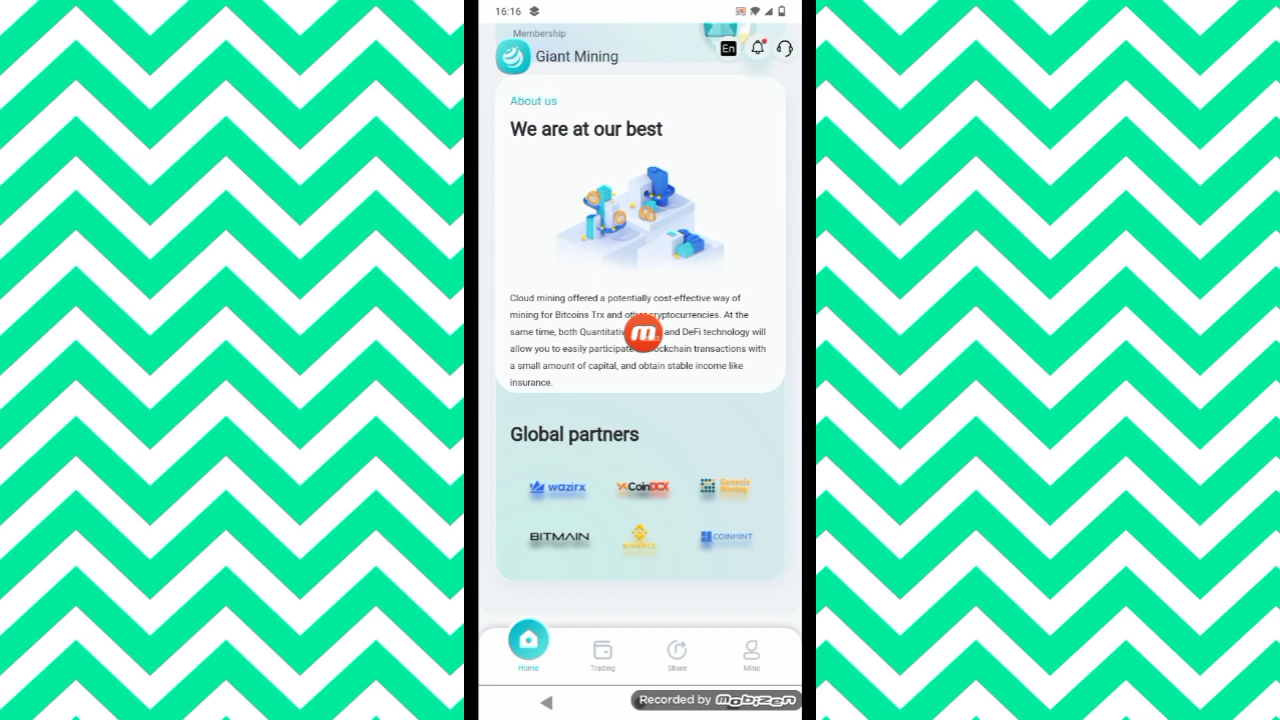 16:16
Membership
Giant Mining
En
About us
We are at our best
Cloud mining offered a potentially cost-effective way of
mining for Bitcoins Trx and other cryptocurrencies. At the
same time, both Quantitative and DeFi technology will
allow you to easily participate blockchain transactions with
a small amount of capital, and obtain stable income like
insurance.
Global partners
wazirx
CoinDCX
Genesis
Mining
BITMAIN
BINANCE
COINMINT
Home
Trading
Share
Mine
Recorded by mobizen